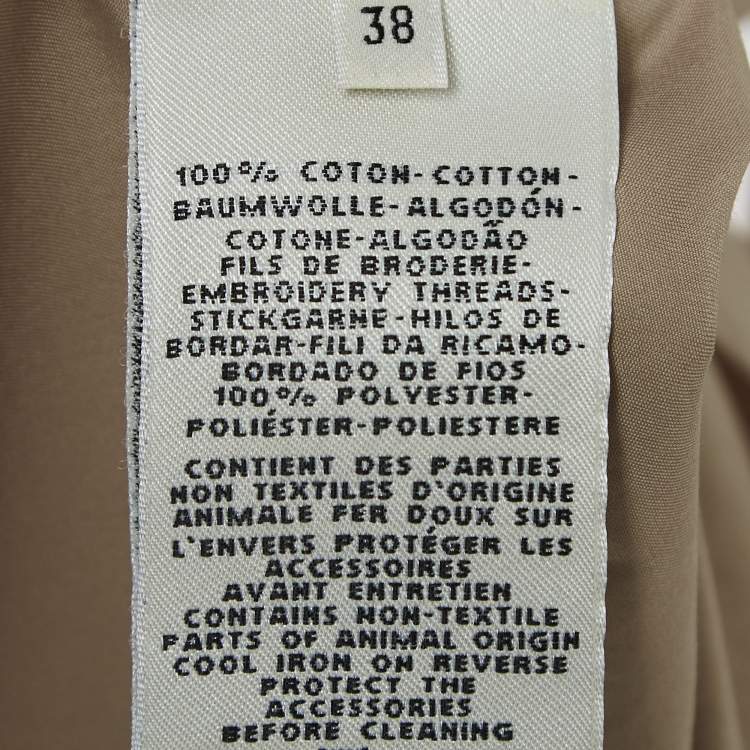 38
100% COTON-COTTON-
BAUMWOLLE-ALGODÓN-
COTONE-ALGODÃO
FILS DE BRODERIE-
EMBROIDERY THREADS-
STICKGARNE-HILOS DE
BORDAR-FILI DA RICAMO-
BORDADO DE FIOS
100% POLYESTER-
POLIÉSTER-POLIESTERE
CONTIENT DES PARTIES
NON TEXTILES D'ORIGINE
ANIMALE FER DOUX SUR
L'ENVERS PROTÉGER LES
ACCESSOIRES
AVANT ENTRETIEN
CONTAINS NON-TEXTILE
PARTS OF ANIMAL ORIGIN
COOL IRON ON REVERSE
PROTECT THE
ACCESSORIES
BEFORE CLEANING